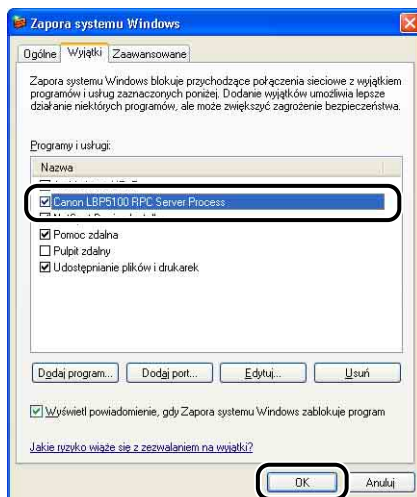 Zapora systemu Windows
Ogólne Wyjątki Zaawansowane
Zapora systemu Windows blokuje przychodzące połączenia sieciowe z wyjątkiem
programów i usług zaznaczonych poniżej. Dodanie wyjątków umożliwia lepsze
działanie niektórych programów, ale może zwiększyć zagrożenie bezpieczeństwa.
Programy i usługi:
Nazwa
Canon LBP5100 RPC Server Process
Pomoc zdalna
Pulpit zdalny
Udostępnianie plików i drukarek
Dodaj program... Dodaj port... Edytuj... Usuń
Wyświetl powiadomienie, gdy Zapora systemu Windows zablokuje program
Jakie ryzyko wiąże się z zezwalaniem na wyjątki?
OK Anuluj